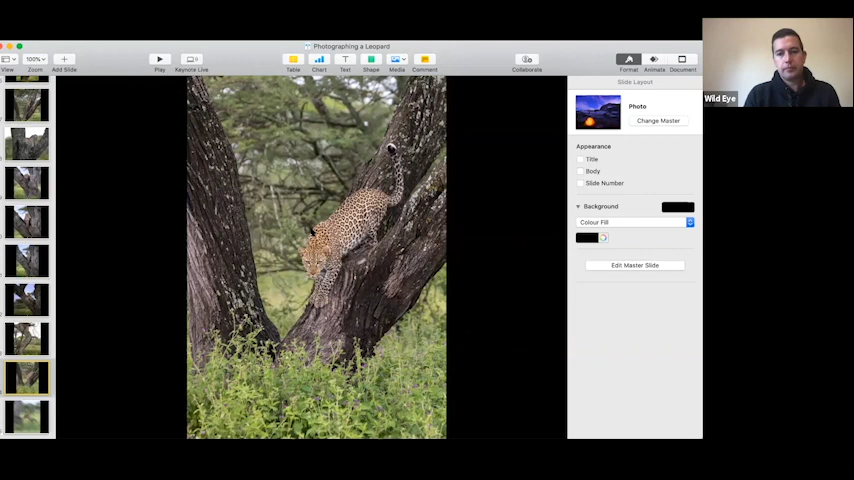 Photographing a Leopard
100%
View
Zoom
Add Slide
Play
Keynote Live
Table
Chart
Text
Shape
Media
Comment
Collaborate
Format
Animate
Document
Slide Layout
Photo
Change Master
Appearance
Title
Body
Slide Number
Background
Colour Fill
Edit Master Slide
Wild Eye